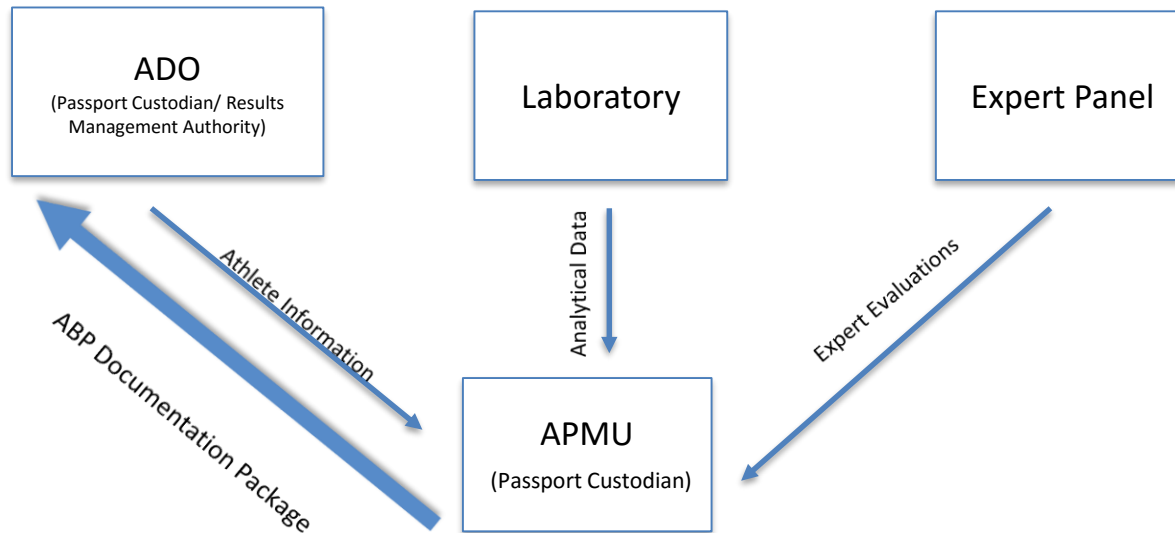 ADO
(Passport Custodian/ Results
Management Authority)
Laboratory
Expert Panel
Athlete Information
ABP Documentation Package
Analytical Data
Expert Evaluations
APMU
(Passport Custodian)